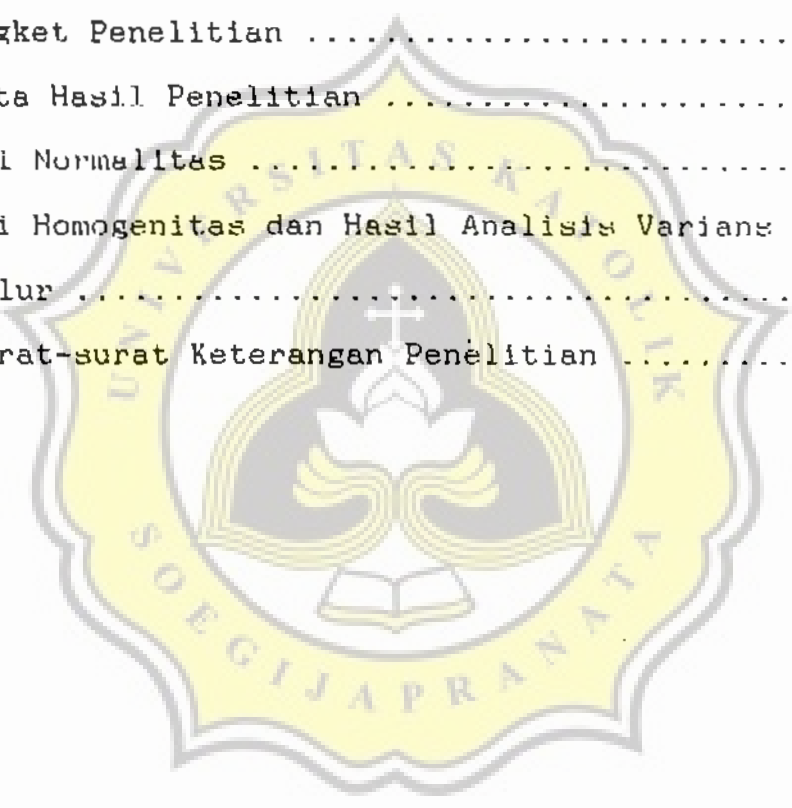 gket Penelitian ...........................
ta Hasil Penelitian ......................
i Normalitas .............................
i Homogenitas dan Hasil Analisis Varians
lur .......................................
rat-surat Keterangan Penelitian .........
UNIVERSITAS KATOLIK
SOEGIJAPRANATA